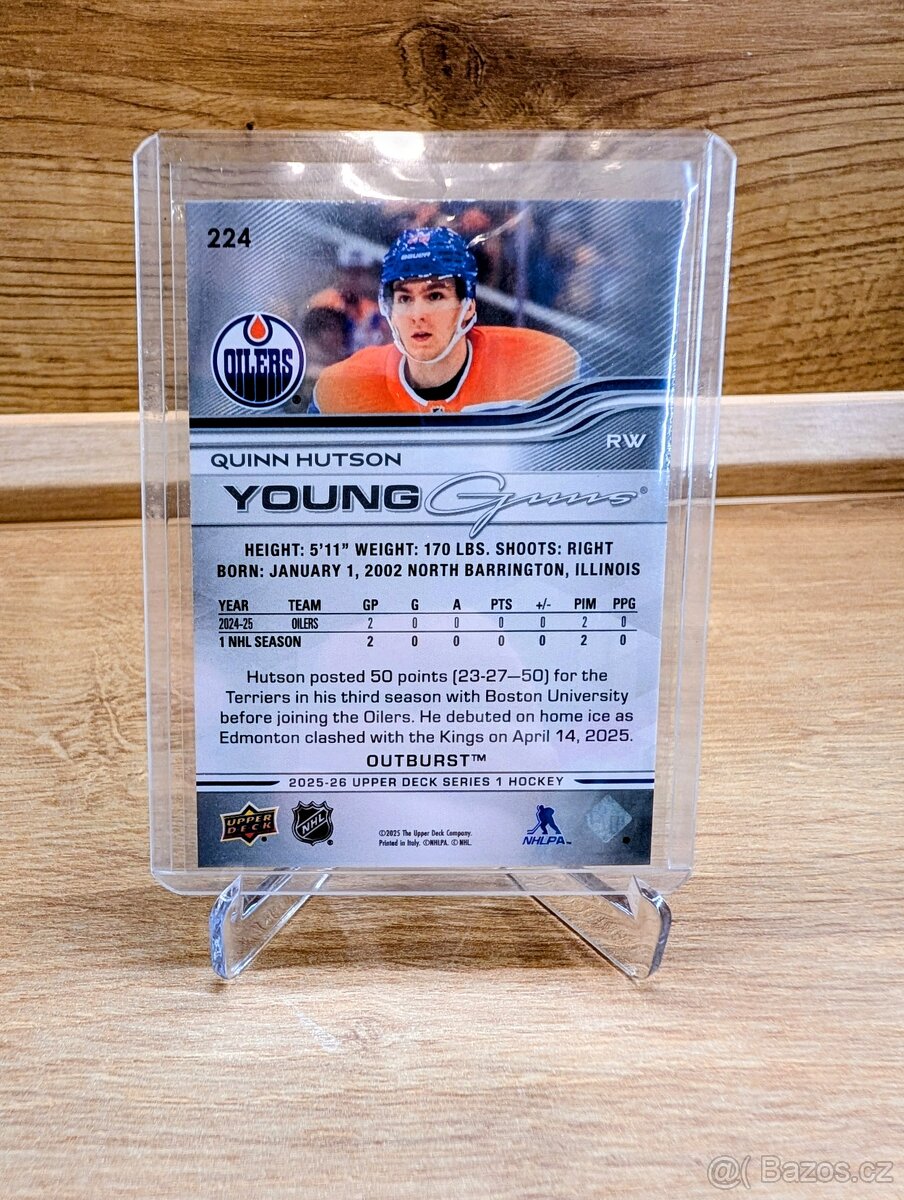 224
BAUER
OILERS
RW
QUINN HUTSON
YOUNG Guns®
HEIGHT: 5'11" WEIGHT: 170 LBS. SHOOTS: RIGHT
BORN: JANUARY 1, 2002 NORTH BARRINGTON, ILLINOIS
YEAR TEAM GP G A PTS +/- PIM PPG
2024-25 OILERS 2 0 0 0 0 2 0
1 NHL SEASON 2 0 0 0 0 2 0
Hutson posted 50 points (23-27—50) for the
Terriers in his third season with Boston University
before joining the Oilers. He debuted on home ice as
Edmonton clashed with the Kings on April 14, 2025.
OUTBURST™
2025-26 UPPER DECK SERIES 1 HOCKEY
UPPER DECK
NHL
©2025 The Upper Deck Company.
Printed in Italy. ©NHLPA. © NHL.
NHLPA™
@( Bazos.cz